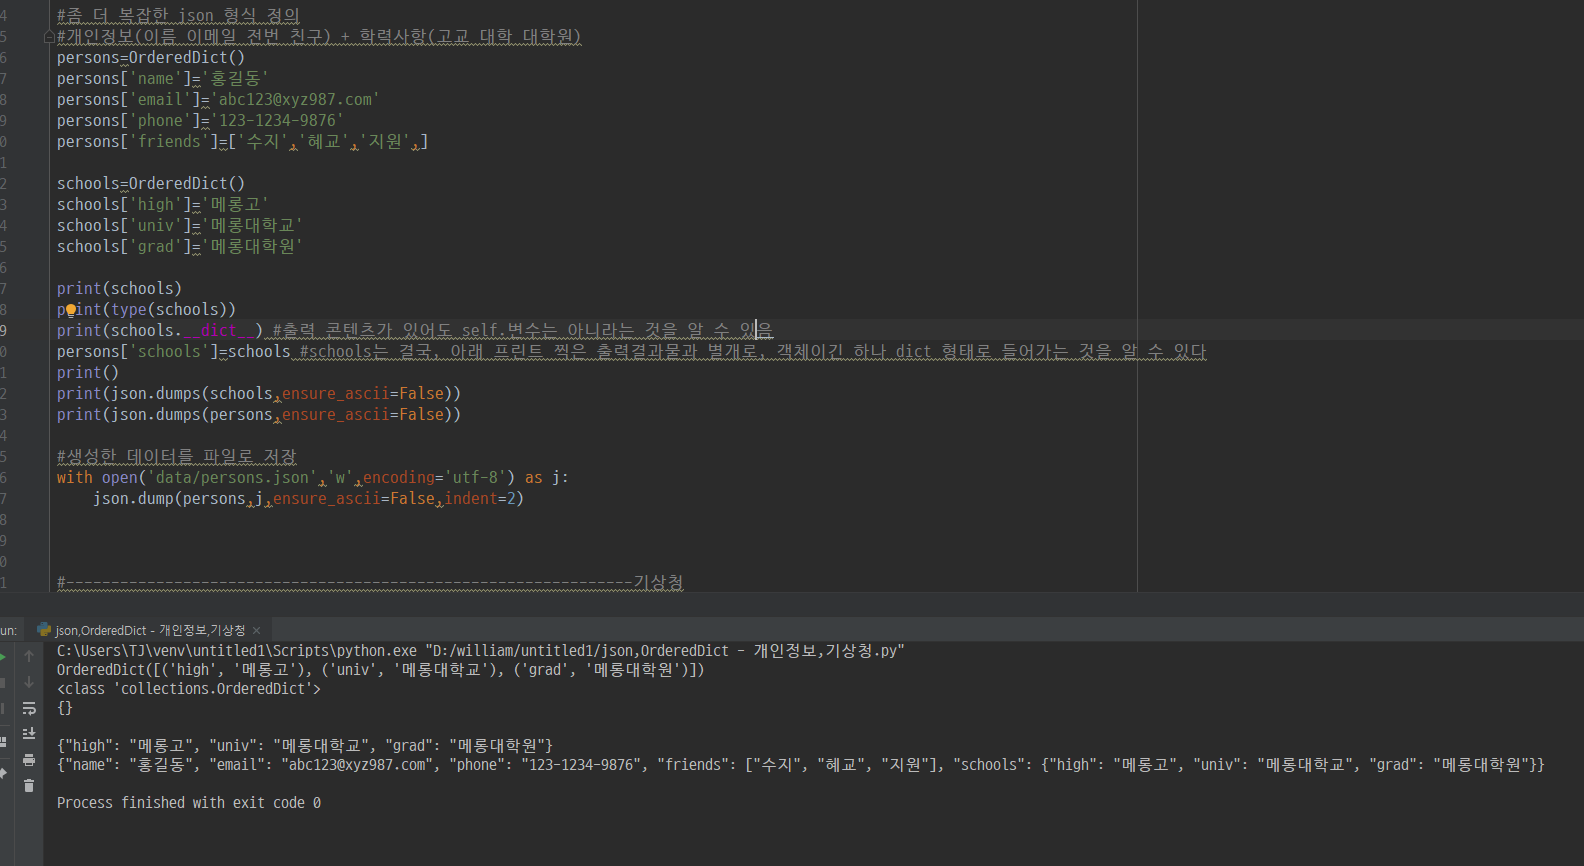 4 #좀 더 복잡한 json 형식 정의
5 #개인정보(이름 이메일 전번 친구) + 학력사항(고교 대학 대학원)
6 persons=OrderedDict()
7 persons['name']='홍길동'
8 persons['email']='abc123@xyz987.com'
9 persons['phone']='123-1234-9876'
0 persons['friends']=['수지','혜교','지원',]
1
2 schools=OrderedDict()
3 schools['high']='메롱고'
4 schools['univ']='메롱대학교'
5 schools['grad']='메롱대학원'
6
7 print(schools)
8 print(type(schools))
9 print(schools.__dict__) #출력 콘텐츠가 있어도 self.변수는 아니라는 것을 알 수 있음
0 persons['schools']=schools #schools는 결국, 아래 프린트 찍은 출력결과물과 별개로, 객체이긴 하나 dict 형태로 들어가는 것을 알 수 있다
1 print()
2 print(json.dumps(schools,ensure_ascii=False))
3 print(json.dumps(persons,ensure_ascii=False))
4
5 #생성한 데이터를 파일로 저장
6 with open('data/persons.json','w',encoding='utf-8') as j:
7 json.dump(persons,j,ensure_ascii=False,indent=2)
8
9
0
1 #---------------------------------------------------------------기상청
un: json,OrderedDict - 개인정보,기상청 ×
C:\Users\TJ\venv\untitled1\Scripts\python.exe "D:/william/untitled1/json,OrderedDict - 개인정보,기상청.py"
OrderedDict([('high', '메롱고'), ('univ', '메롱대학교'), ('grad', '메롱대학원')])
<class 'collections.OrderedDict'>
{}
{"high": "메롱고", "univ": "메롱대학교", "grad": "메롱대학원"}
{"name": "홍길동", "email": "abc123@xyz987.com", "phone": "123-1234-9876", "friends": ["수지", "혜교", "지원"], "schools": {"high": "메롱고", "univ": "메롱대학교", "grad": "메롱대학원"}}
Process finished with exit code 0